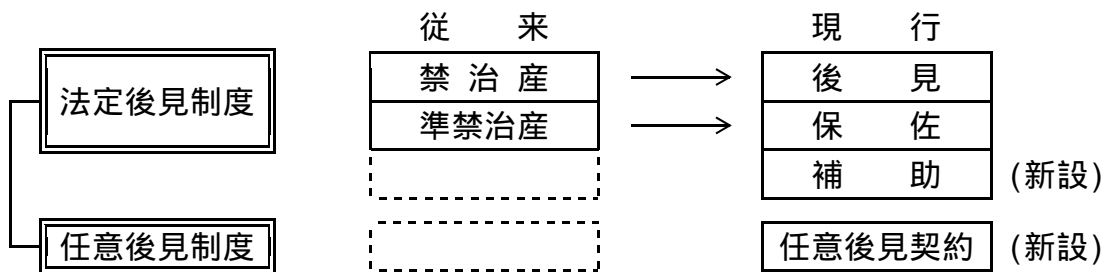 従 来
現 行
法定後見制度
禁 治 産
後 見
準禁治産
保 佐
補 助 (新設)
任意後見制度
任意後見契約 (新設)